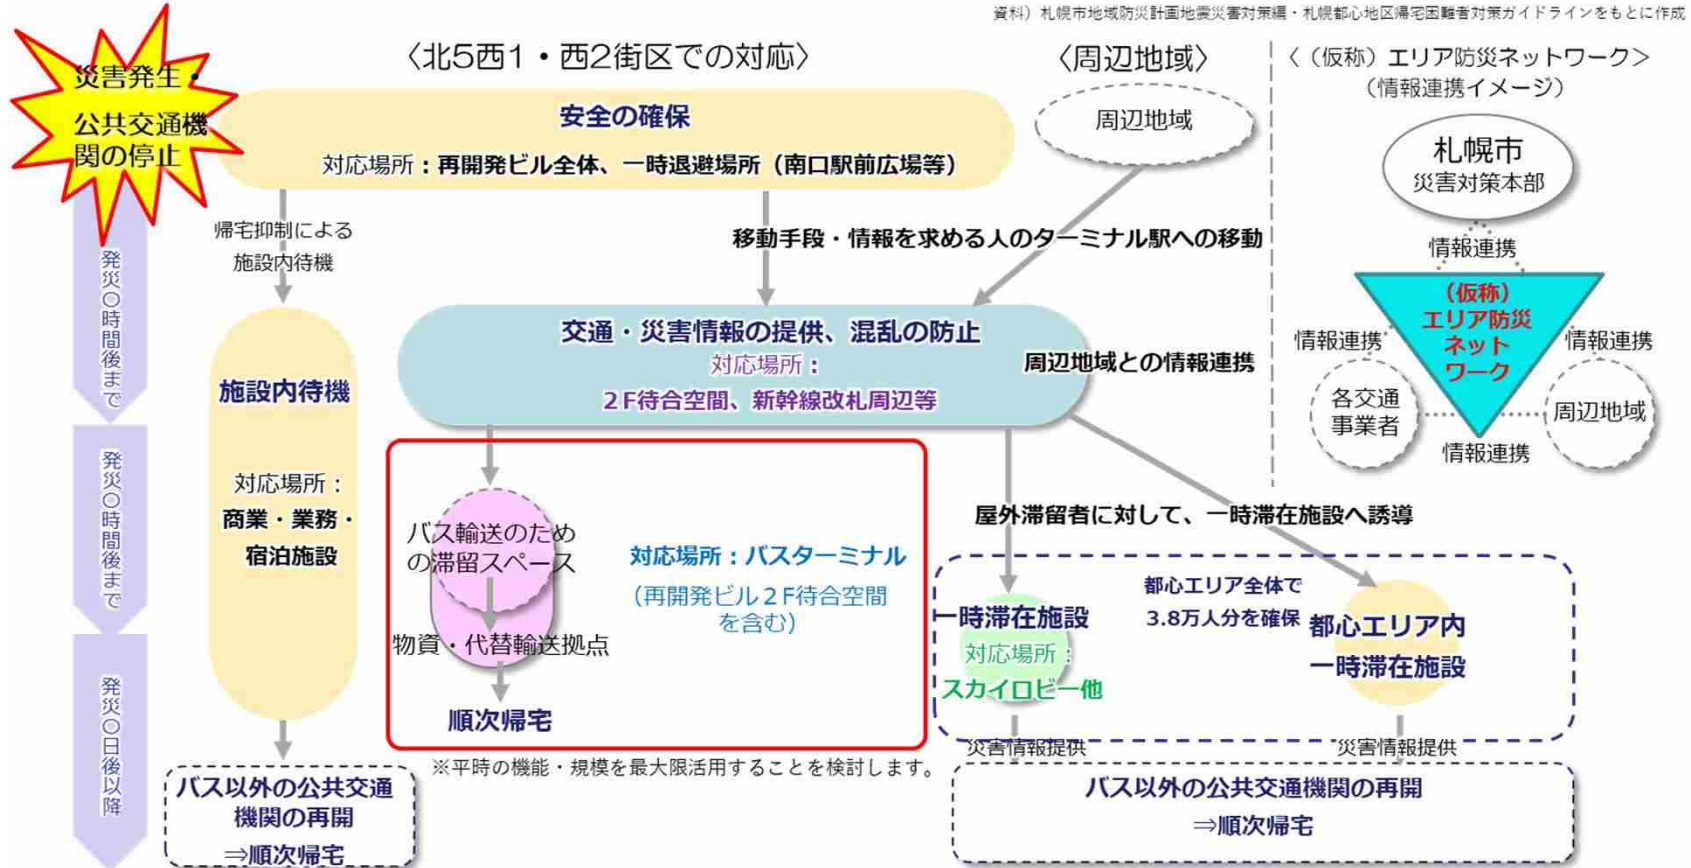 資料）札幌市地域防災計画地震災害対策編・札幌都心地区帰宅困難者対策ガイドラインをもとに作成
災害発生・
公共交通機
関の停止
〈北5西1・西2街区での対応〉
〈周辺地域〉
〈（仮称）エリア防災ネットワーク〉
（情報連携イメージ）
安全の確保
対応場所：再開発ビル全体、一時退避場所（南口駅前広場等）
周辺地域
札幌市
災害対策本部
帰宅抑制による
施設内待機
移動手段・情報を求める人のターミナル駅への移動
情報連携
（仮称）
エリア防災
ネット
ワーク
情報連携
情報連携
各交通
事業者
周辺地域
情報連携
発災〇時間後まで
発災〇時間後まで
発災〇日後以降
交通・災害情報の提供、混乱の防止
対応場所：
２F待合空間、新幹線改札周辺等
周辺地域との情報連携
施設内待機
対応場所：
商業・業務・
宿泊施設
バス輸送のため
の滞留スペース
物資・代替輸送拠点
順次帰宅
対応場所：バスターミナル
（再開発ビル２F待合空間
を含む）
屋外滞留者に対して、一時滞在施設へ誘導
都心エリア全体で
3.8万人分を確保
一時滞在施設
対応場所：
スカイロビー他
都心エリア内
一時滞在施設
災害情報提供
災害情報提供
※平時の機能・規模を最大限活用することを検討します。
バス以外の公共交通
機関の再開
⇒順次帰宅
バス以外の公共交通機関の再開
⇒順次帰宅